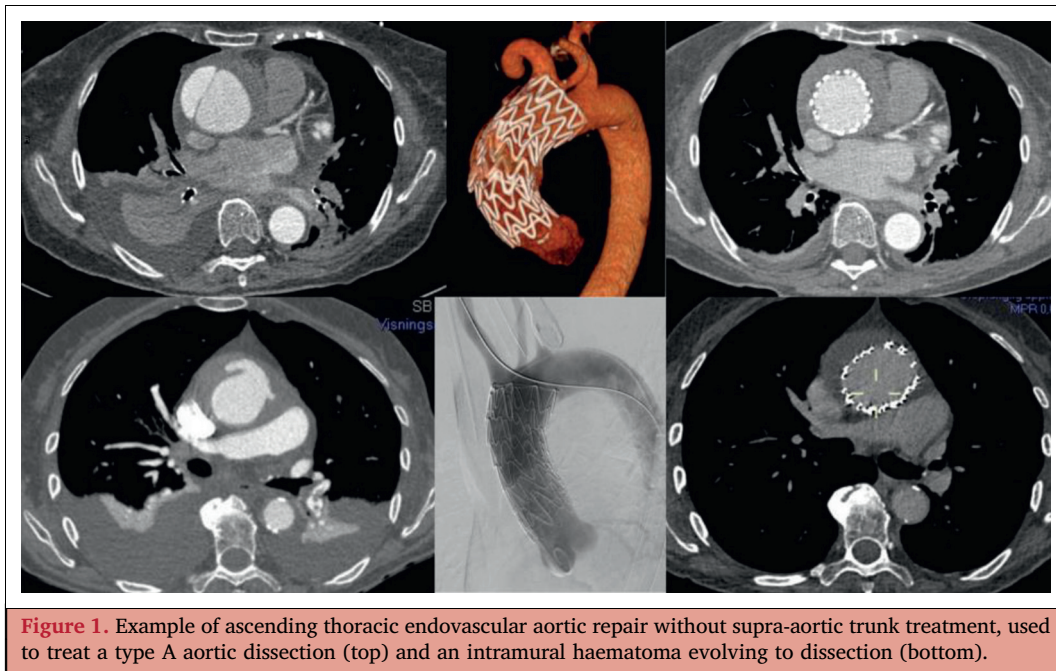 SB
Visnings
MPR 0.
Figure 1. Example of ascending thoracic endovascular aortic repair without supra-aortic trunk treatment, used
to treat a type A aortic dissection (top) and an intramural haematoma evolving to dissection (bottom).